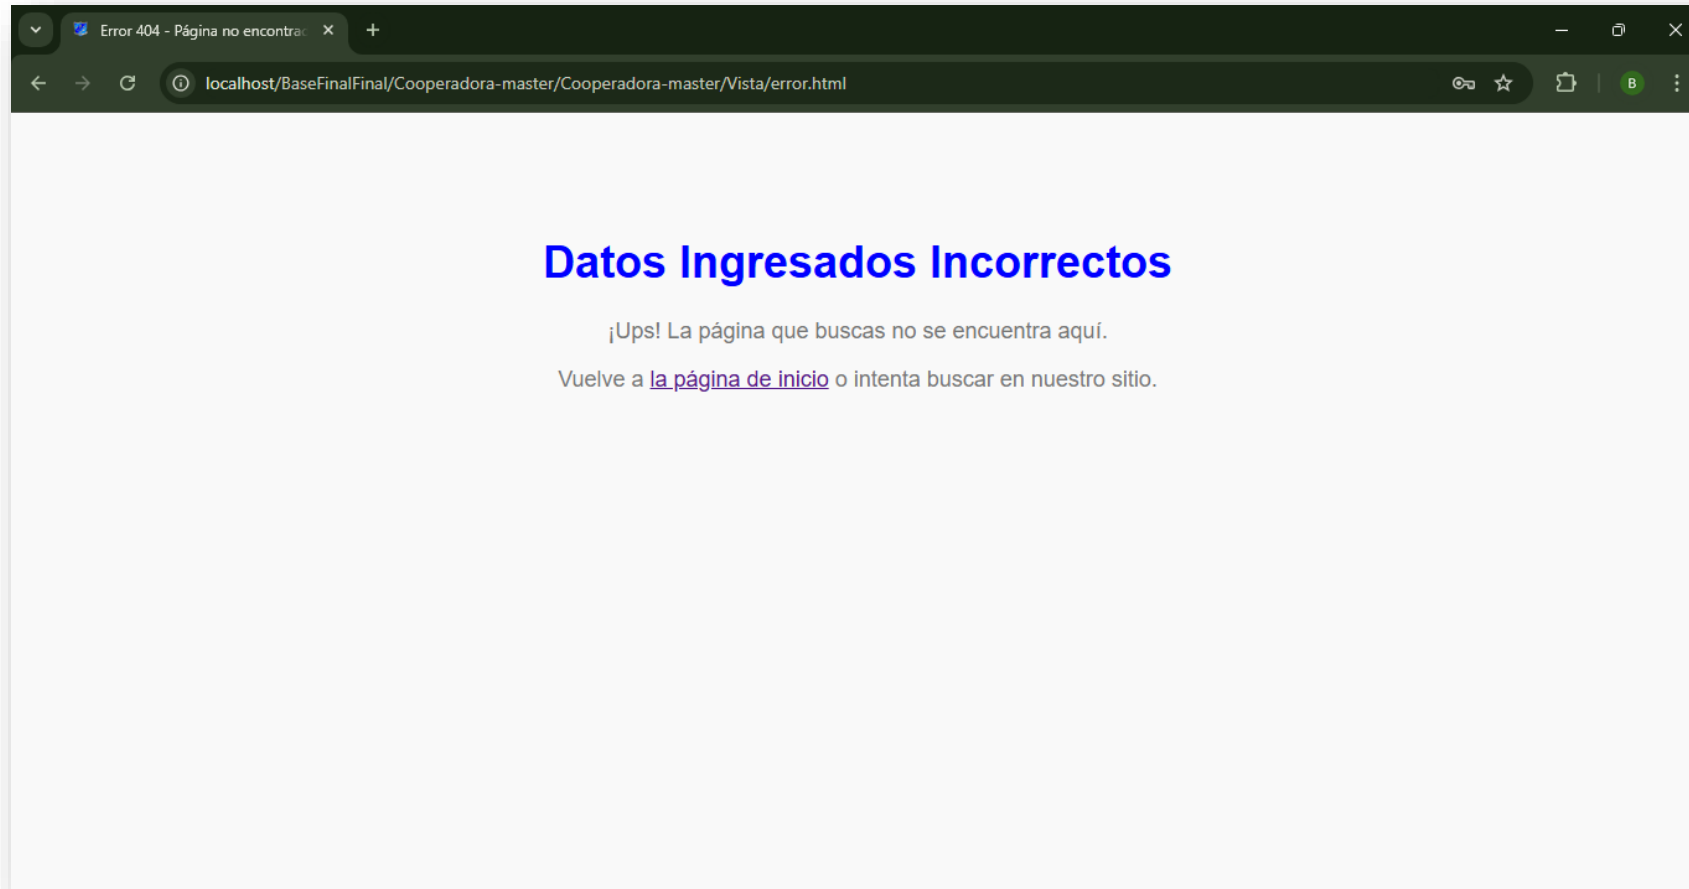 Error 404 - Página no encontrad
localhost/BaseFinalFinal/Cooperadora-master/Cooperadora-master/Vista/error.html
B
Datos Ingresados Incorrectos
¡Ups! La página que buscas no se encuentra aquí.
Vuelve a la página de inicio o intenta buscar en nuestro sitio.